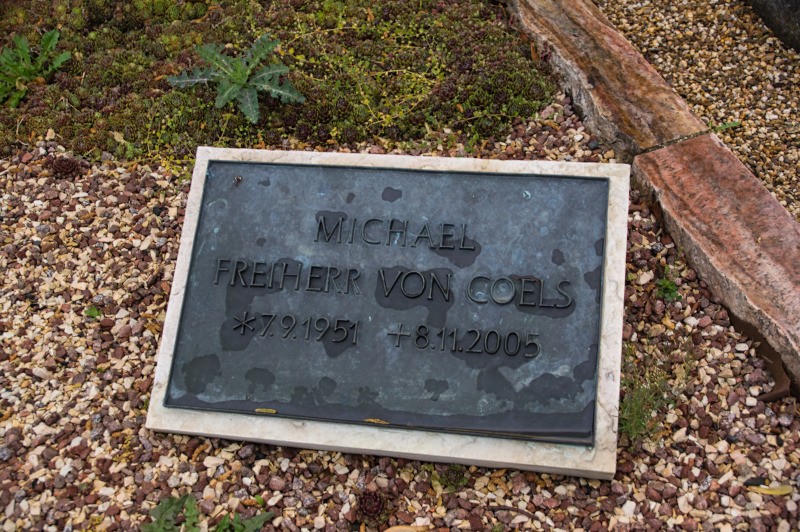 MICHAEL
FREIHERR VON COELS
*7.9.1951 +8.11.2005